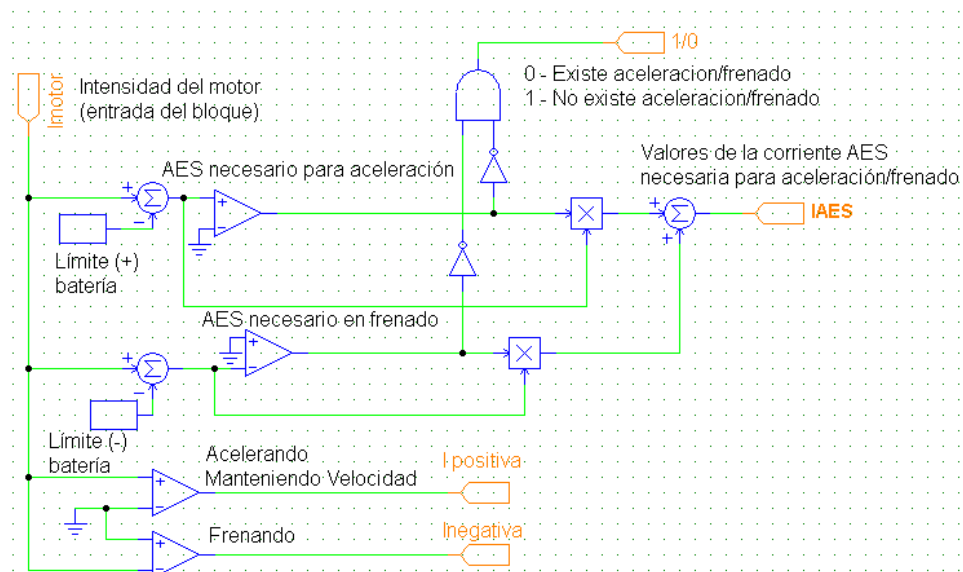 1/0
0 - Existe aceleracion/frenado
1 - No existe aceleracion/frenado
Imotor
Intensidad del motor
(entrada del bloque)
AES necesario para aceleración
Valores de la corriente AES
necesaria para aceleración/frenado
IAES
Límite (+)
batería
AES necesario en frenado
Límite (-)
batería
Acelerando
Manteniendo Velocidad
I positiva
Frenando
Inegativa